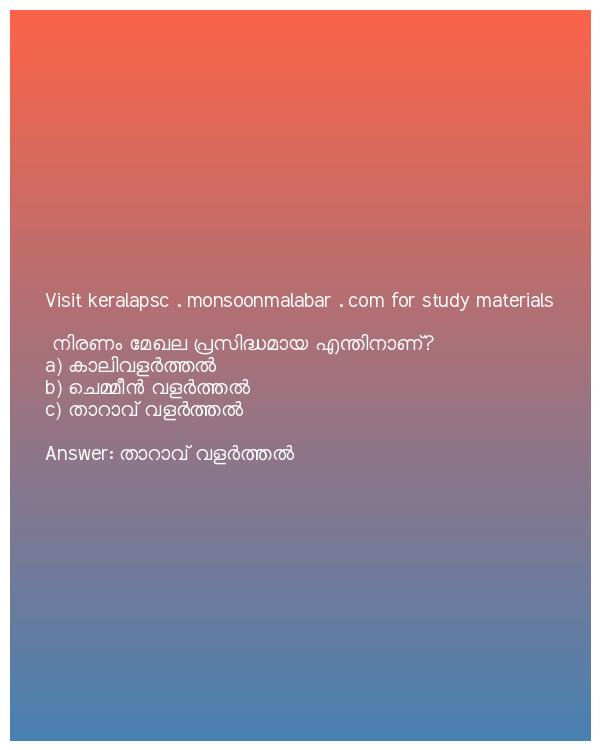 Visit keralapsc . monsoonmalabar . com for study materials
നിരണം മേഖല പ്രസിദ്ധമായ എന്തിനാണ്?
a) കാലിവളർത്തൽ
b) ചെമ്മീൻ വളർത്തൽ
c) താറാവ് വളർത്തൽ
Answer: താറാവ് വളർത്തൽ